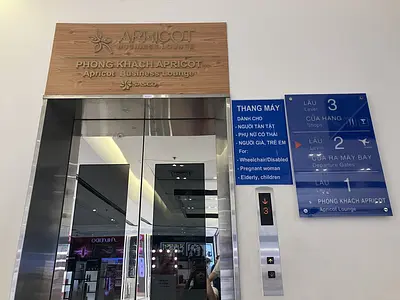 APRICOT
BUSINESS LOUNGE
PHÒNG KHÁCH APRICOT
Apricot Business Lounge
SASCO
THANG MÁY
DÀNH CHO
- NGƯỜI TÀN TẬT
- PHỤ NỮ CÓ THAI
- NGƯỜI GIÀ, TRẺ EM
For:
- Wheelchair/Disabled
- Pregnant woman
- Elderly, children
LẦU 3
CỬA HÀNG
Shops
LẦU 2
CỬA RA MÁY BAY
Departure Gates
LẦU 1
PHÒNG KHÁCH APRICOT
Apricot Lounge
3